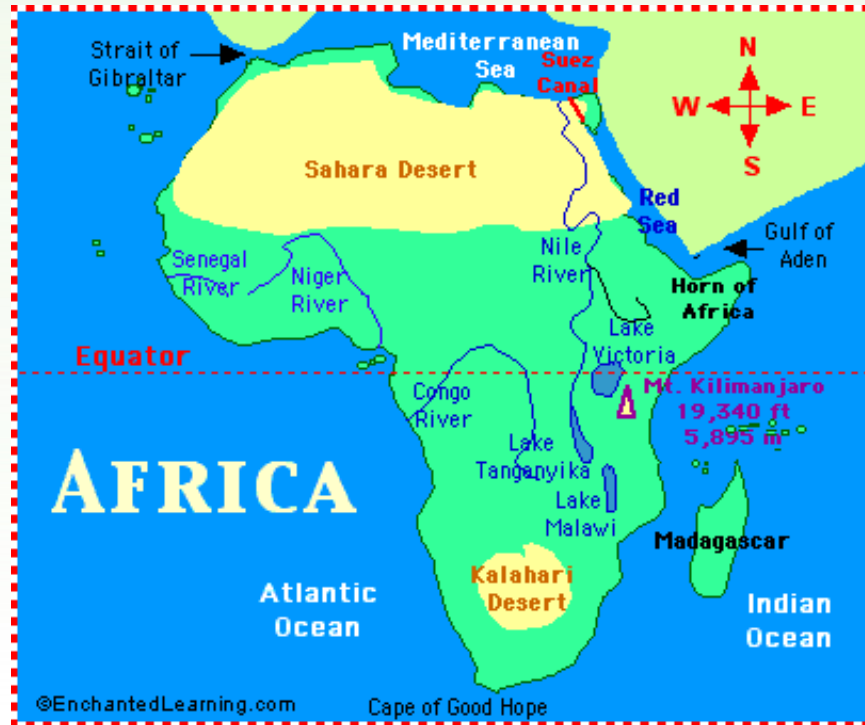 Strait of
Gibraltar
Mediterranean
Sea
Suez
Canal
N
W
E
S
Sahara Desert
Red
Sea
Gulf of
Aden
Senegal
River
Niger
River
Nile
River
Horn of
Africa
Lake
Victoria
Equator
Mt. Kilimanjaro
19,340 ft
5,895 m
Congo
River
Lake
Tanganyika
AFRICA
Lake
Malawi
Madagascar
Kalahari
Desert
Atlantic
Ocean
Indian
Ocean
©EnchantedLearning.com
Cape of Good Hope